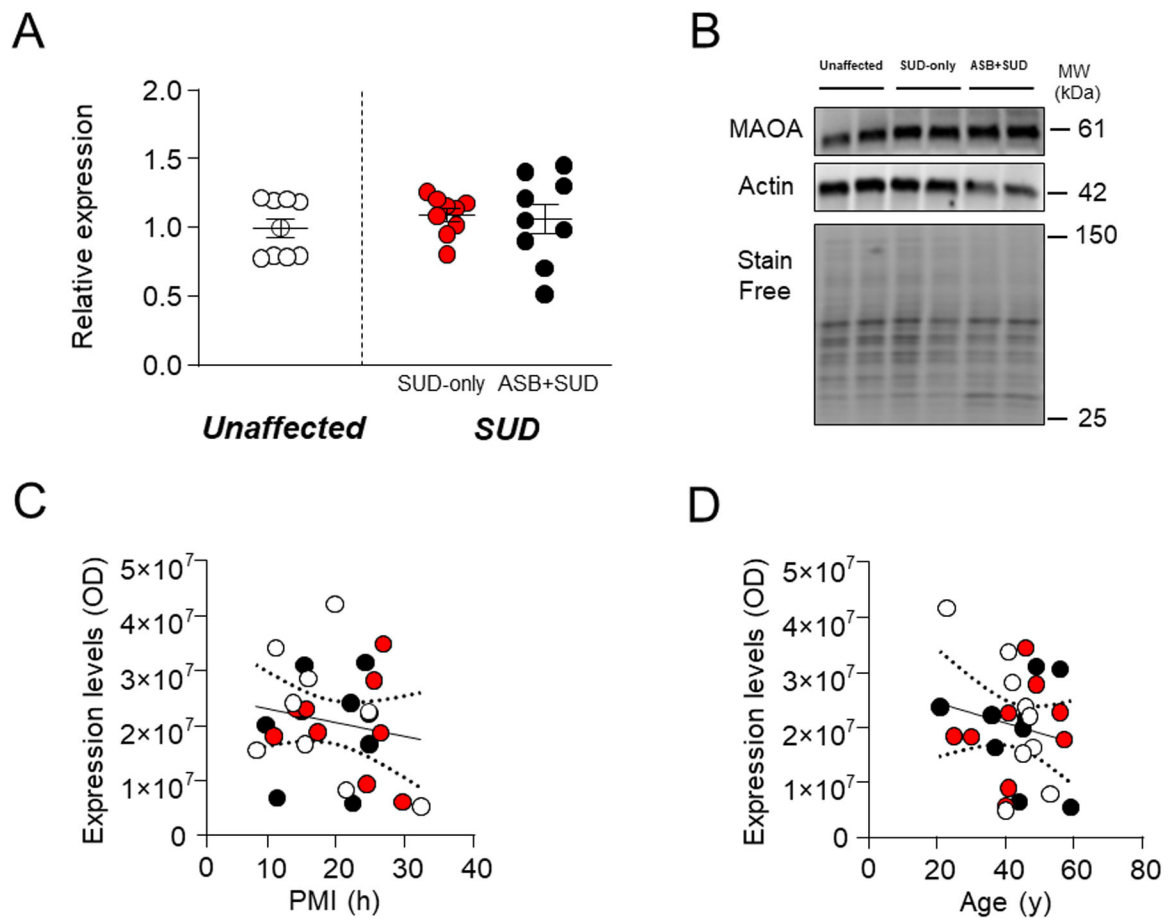 A
Relative expression
2.0
1.5
1.0
0.5
0.0
SUD-only ASB+SUD
Unaffected SUD
B
Unaffected SUD-only ASB+SUD
MW
(kDa)
MAOA 61
Actin 42
150
Stain
Free
25
C
Expression levels (OD)
5×10⁷
4×10⁷
3×10⁷
2×10⁷
1×10⁷
0
0 10 20 30 40
PMI (h)
D
Expression levels (OD)
5×10⁷
4×10⁷
3×10⁷
2×10⁷
1×10⁷
0
0 20 40 60 80
Age (y)